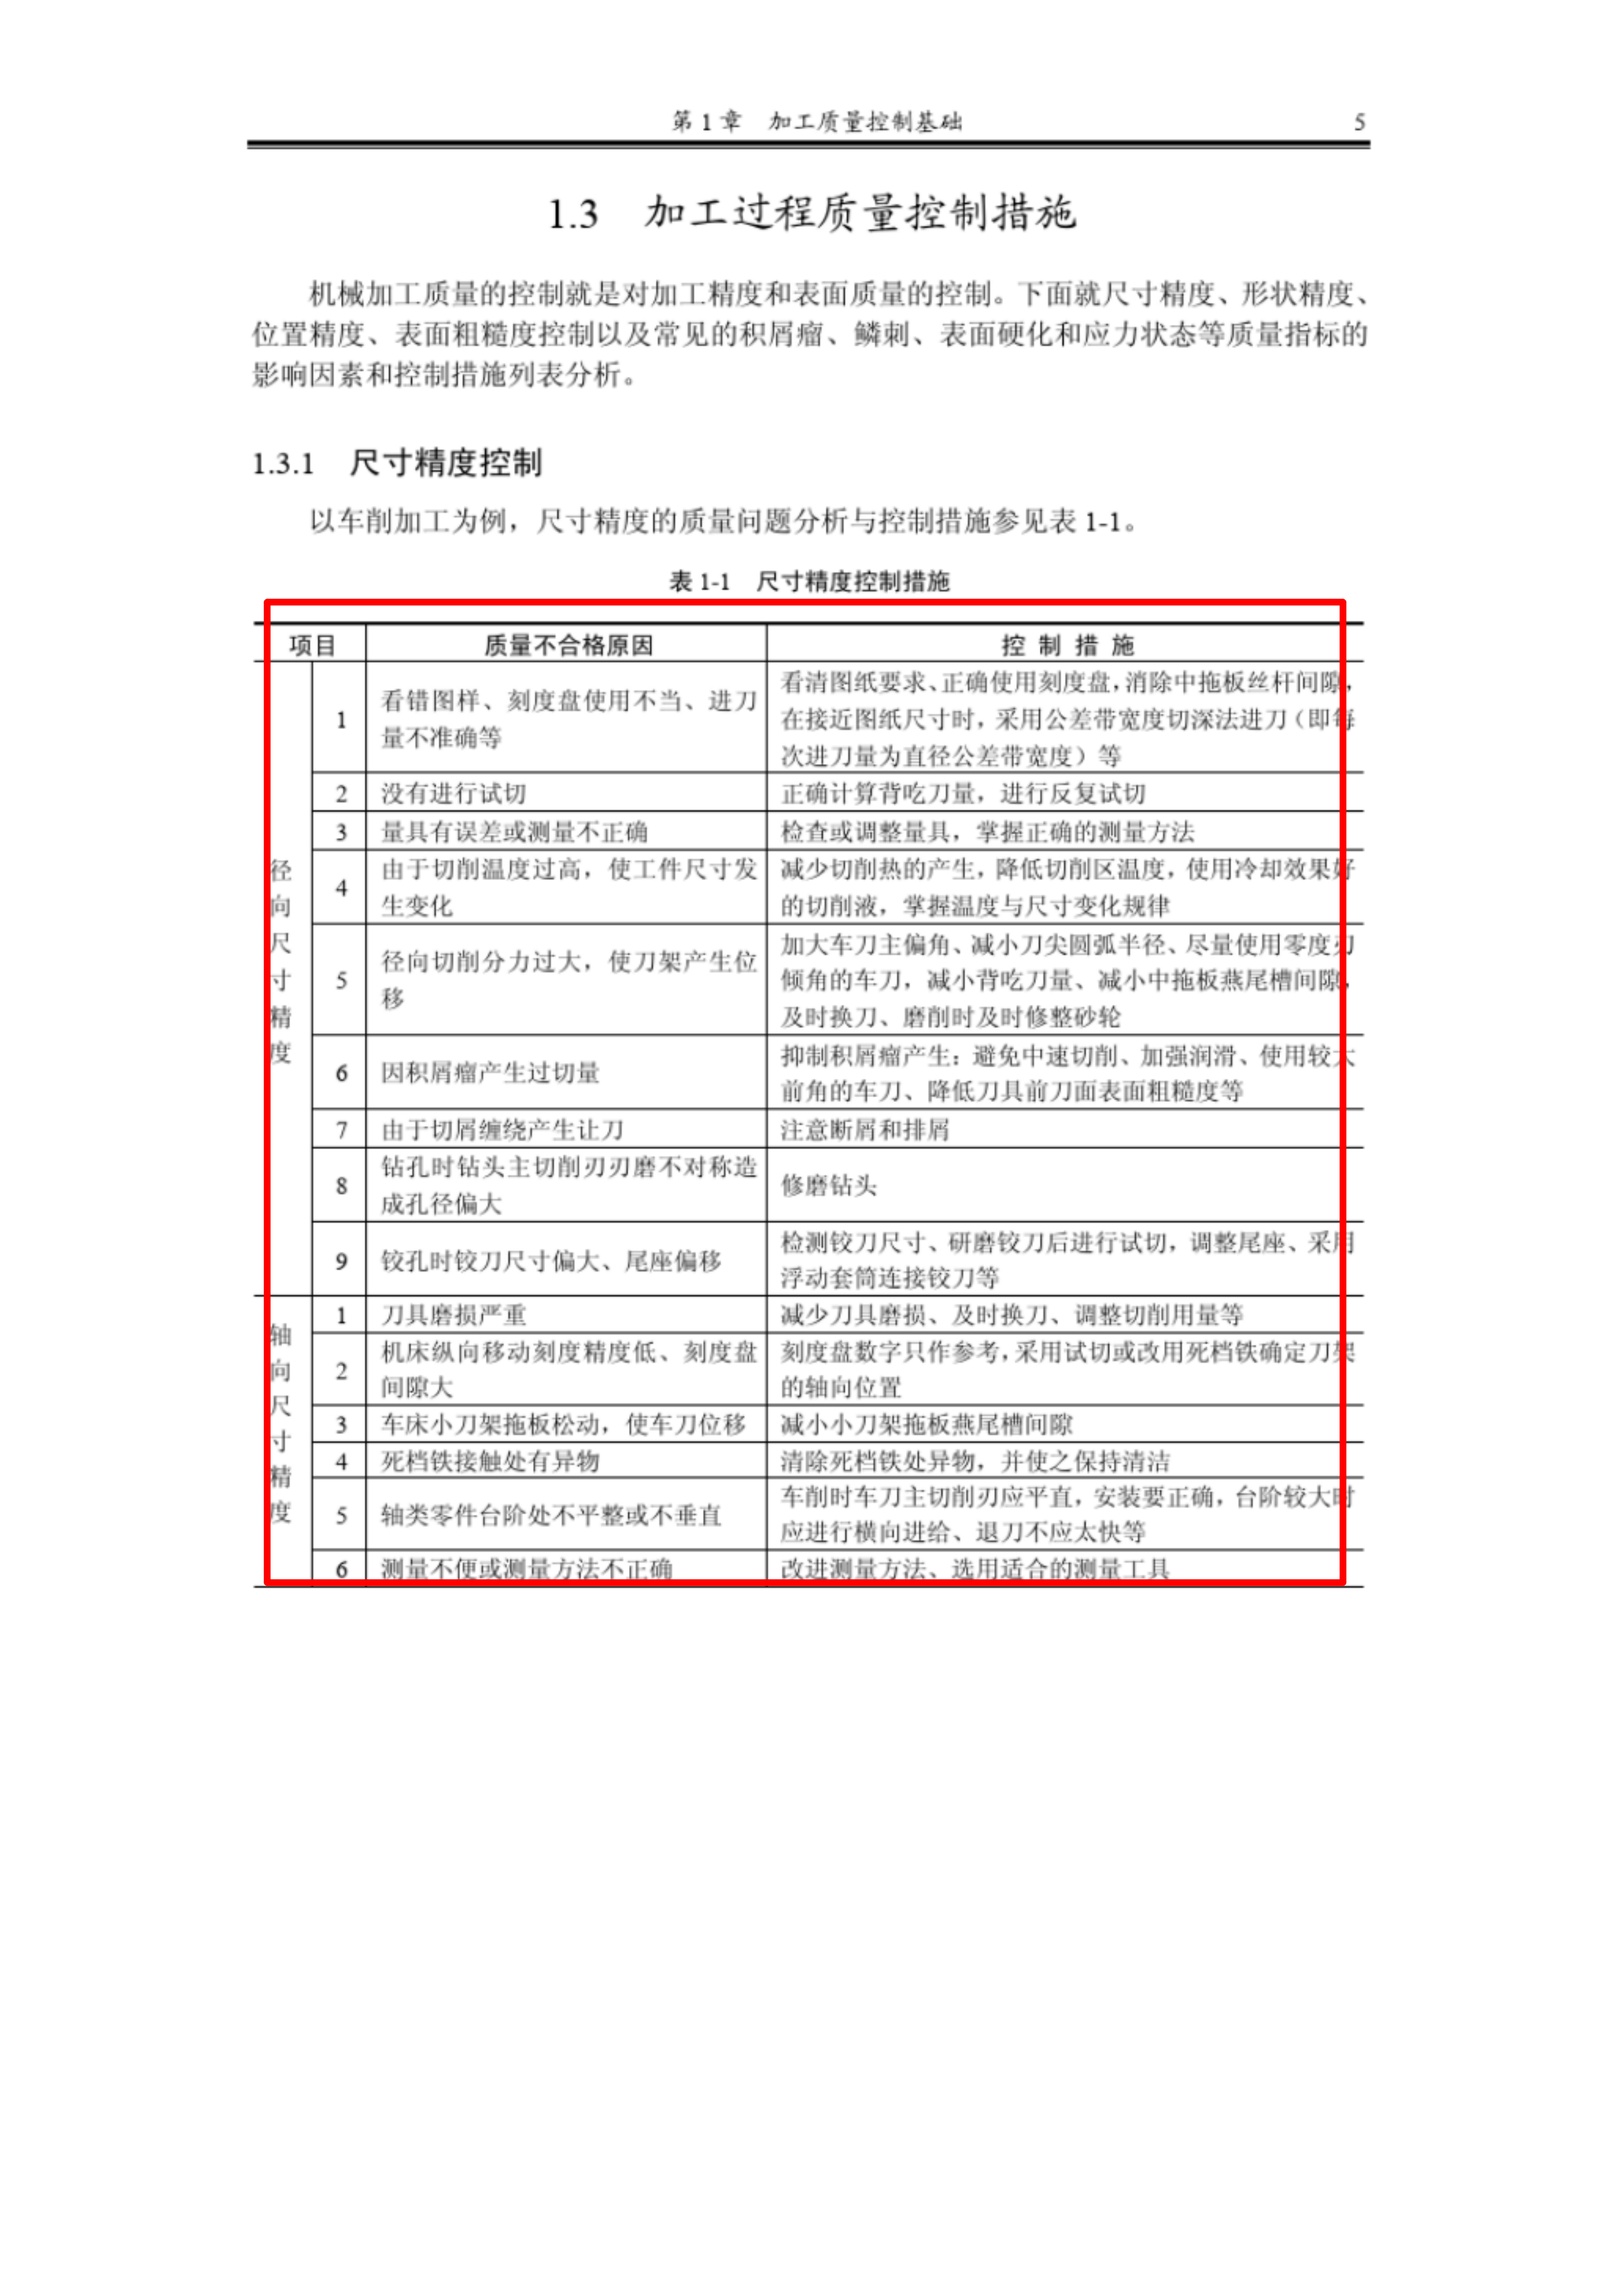 第 1 章　加工质量控制基础　5
1.3　加工过程质量控制措施
机械加工质量的控制就是对加工精度和表面质量的控制。下面就尺寸精度、形状精度、
位置精度、表面粗糙度控制以及常见的积屑瘤、鳞刺、表面硬化和应力状态等质量指标的
影响因素和控制措施列表分析。
1.3.1　尺寸精度控制
以车削加工为例，尺寸精度的质量问题分析与控制措施参见表 1-1。
表 1-1　尺寸精度控制措施
项目　质量不合格原因　控 制 措 施
径向尺寸精度
1　看错图样、刻度盘使用不当、进刀
量不准确等
看清图纸要求、正确使用刻度盘，消除中拖板丝杆间隙，
在接近图纸尺寸时，采用公差带宽度切深法进刀（即每
次进刀量为直径公差带宽度）等
2　没有进行试切　正确计算背吃刀量，进行反复试切
3　量具有误差或测量不正确　检查或调整量具，掌握正确的测量方法
4　由于切削温度过高，使工件尺寸发
生变化
减少切削热的产生，降低切削区温度，使用冷却效果好
的切削液，掌握温度与尺寸变化规律
5　径向切削分力过大，使刀架产生位
移
加大车刀主偏角、减小刀尖圆弧半径、尽量使用零度刃
倾角的车刀，减小背吃刀量、减小中拖板燕尾槽间隙，
及时换刀、磨削时及时修整砂轮
6　因积屑瘤产生过切量
抑制积屑瘤产生：避免中速切削、加强润滑、使用较大
前角的车刀、降低刀具前刀面表面粗糙度等
7　由于切屑缠绕产生让刀　注意断屑和排屑
8　钻孔时钻头主切削刃刃磨不对称造
成孔径偏大
修磨钻头
9　铰孔时铰刀尺寸偏大、尾座偏移
检测铰刀尺寸、研磨铰刀后进行试切，调整尾座、采用
浮动套筒连接铰刀等
轴向尺寸精度
1　刀具磨损严重　减少刀具磨损、及时换刀、调整切削用量等
2　机床纵向移动刻度精度低、刻度盘
间隙大
刻度盘数字只作参考，采用试切或改用死档铁确定刀架
的轴向位置
3　车床小刀架拖板松动，使车刀位移　减小小刀架拖板燕尾槽间隙
4　死档铁接触处有异物　清除死档铁处异物，并使之保持清洁
5　轴类零件台阶处不平整或不垂直
车削时车刀主切削刃应平直，安装要正确，台阶较大时
应进行横向进给、退刀不应太快等
6　测量不便或测量方法不正确　改进测量方法、选用适合的测量工具